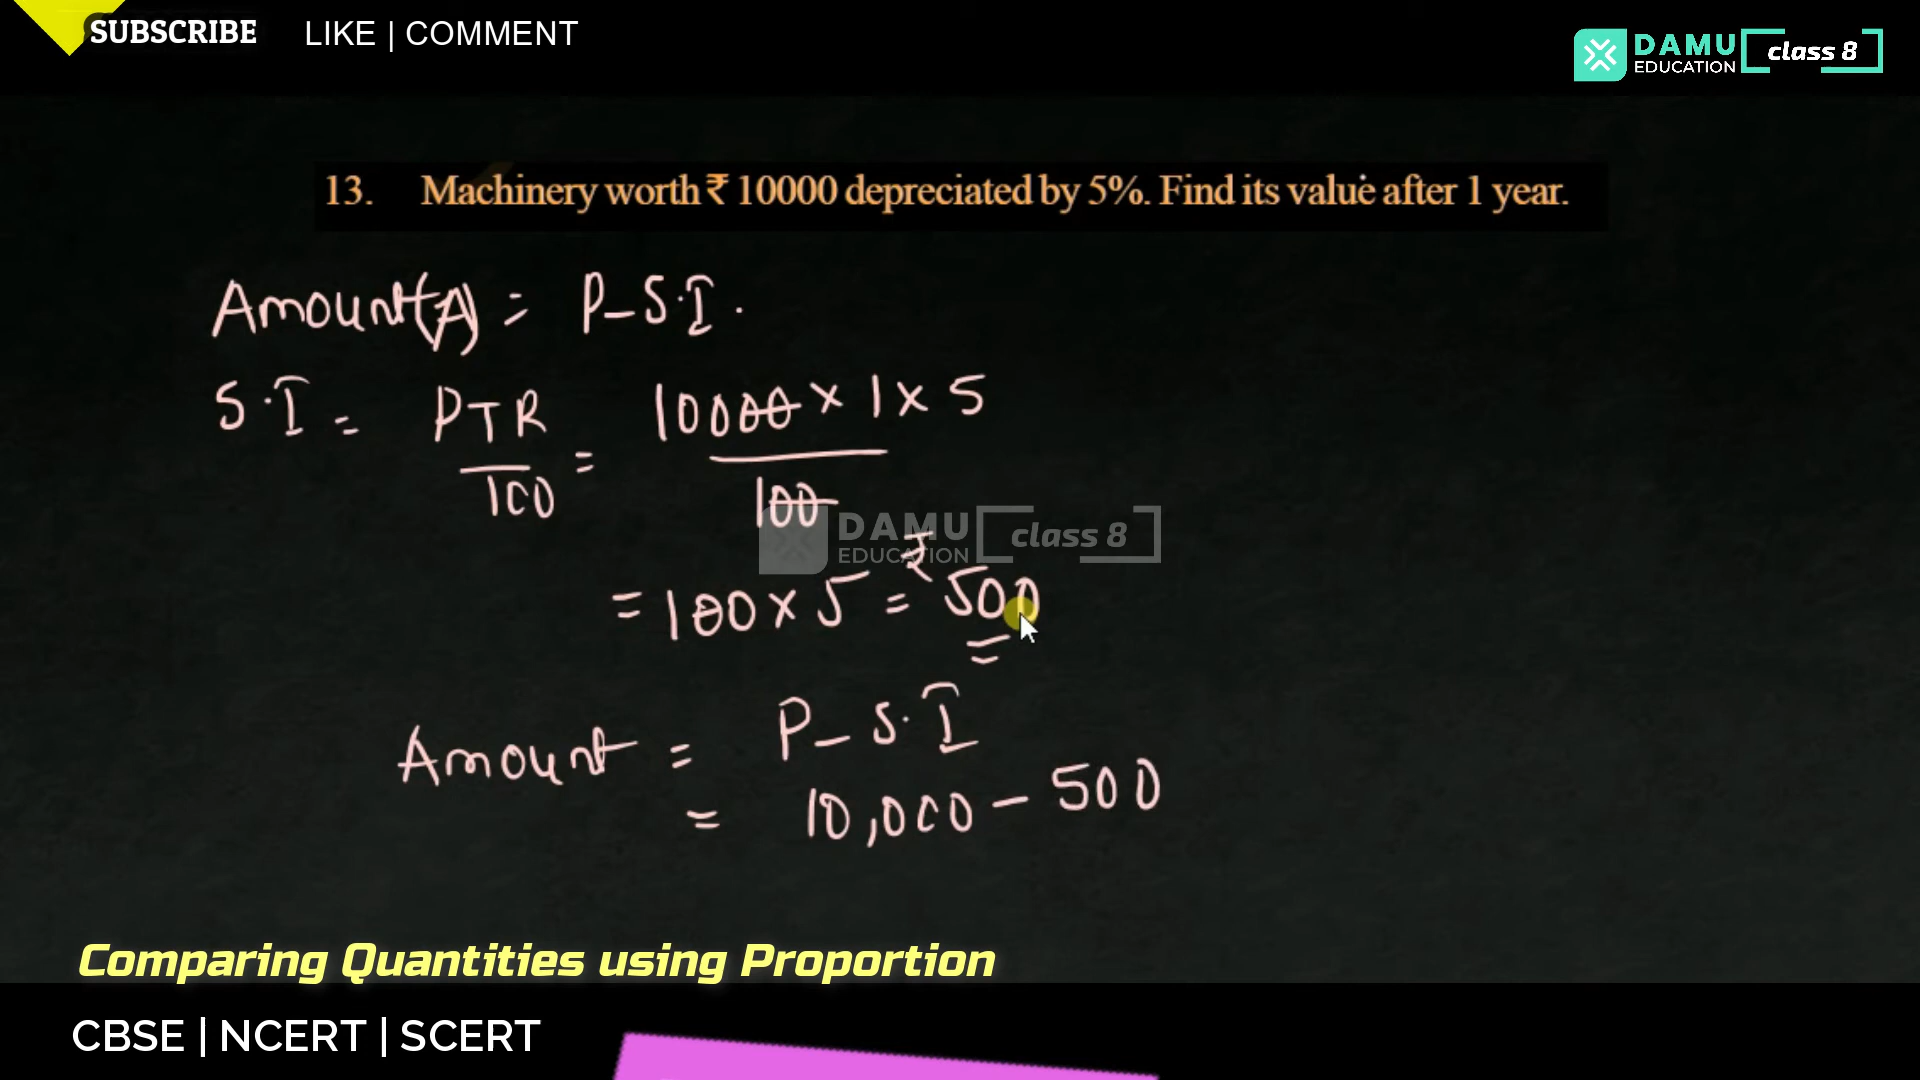 SUBSCRIBE LIKE | COMMENT
DAMU EDUCATION class 8
13. Machinery worth ₹ 10000 depreciated by 5%. Find its value after 1 year.
Amount(A) = P-S.I.
S.I = PTR/100 = 10000 × 1 × 5/100
DAMU EDUCATION class 8
= 100 × 5 = ₹ 500
Amount = P-S.I
= 10,000 - 500
Comparing Quantities using Proportion
CBSE | NCERT | SCERT